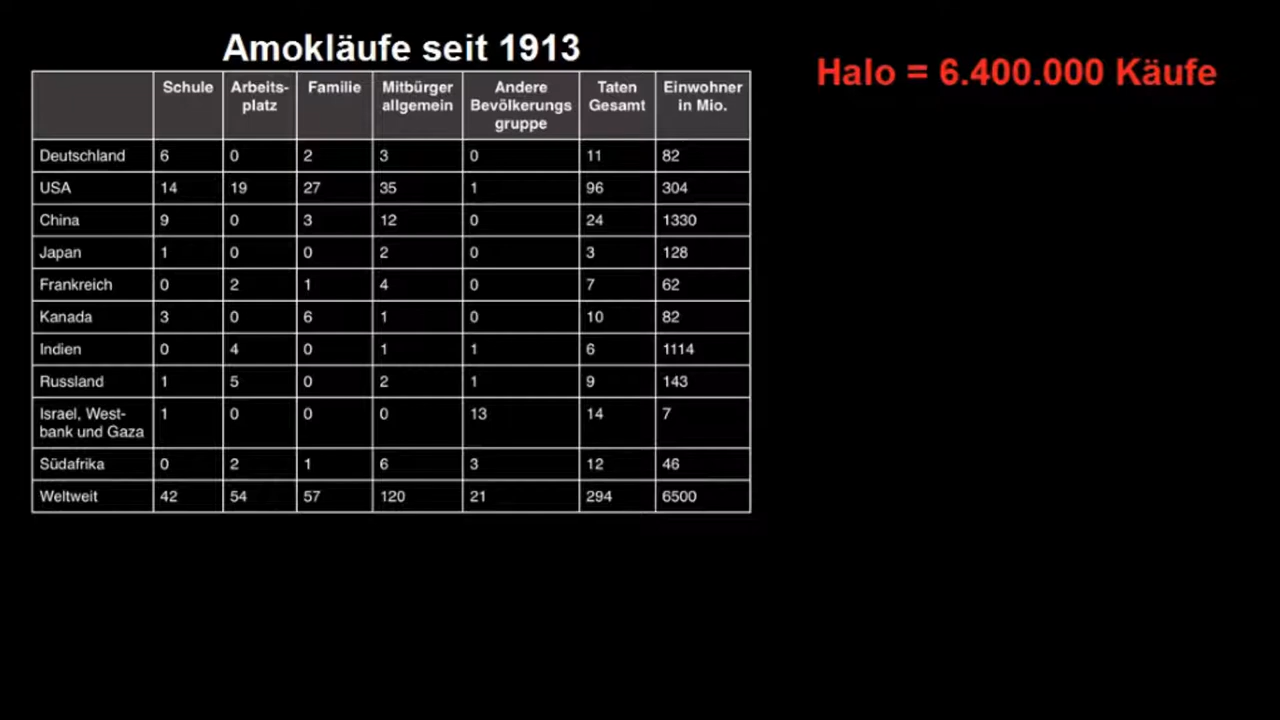 Amokläufe seit 1913
Halo = 6.400.000 Käufe
Schule Arbeits- Familie Mitbürger Andere Taten Einwohner
platz allgemein Bevölkerungs Gesamt in Mio.
gruppe
Deutschland 6 0 2 3 0 11 82
USA 14 19 27 35 1 96 304
China 9 0 3 12 0 24 1330
Japan 1 0 0 2 0 3 128
Frankreich 0 2 1 4 0 7 62
Kanada 3 0 6 1 0 10 82
Indien 0 4 0 1 1 6 1114
Russland 1 5 0 2 1 9 143
Israel, West- 1 0 0 0 13 14 7
bank und Gaza
Südafrika 0 2 1 6 3 12 46
Weltweit 42 54 57 120 21 294 6500